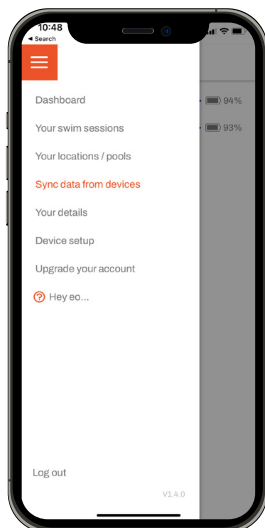 10:48
Search
Dashboard
94%
Your swim sessions
93%
Your locations / pools
Sync data from devices
Your details
Device setup
Upgrade your account
? Hey eo...
Log out
V1.4.0